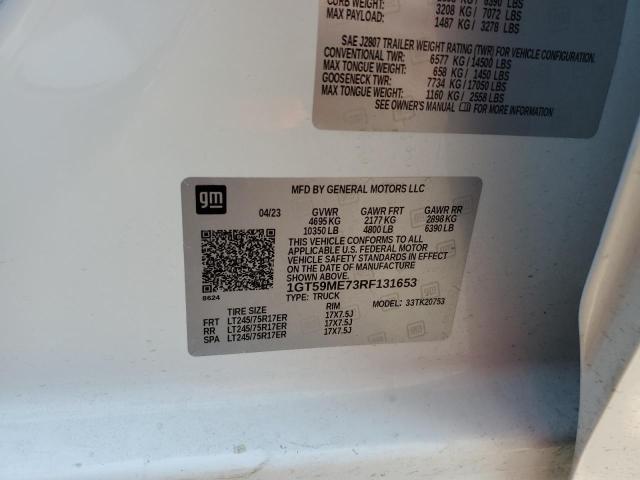 6390 LBS
CURB WEIGHT: 3208 KG / 7072 LBS
MAX PAYLOAD: 1487 KG / 3278 LBS
SAE J2807 TRAILER WEIGHT RATING (TWR) FOR VEHICLE CONFIGURATION.
CONVENTIONAL TWR: 6577 KG / 14500 LBS
MAX TONGUE WEIGHT: 658 KG / 1450 LBS
GOOSENECK TWR: 7734 KG / 17050 LBS
MAX TONGUE WEIGHT: 1160 KG / 2558 LBS
SEE OWNER'S MANUAL FOR MORE INFORMATION
gm
MFD BY GENERAL MOTORS LLC
04/23 GVWR GAWR FRT GAWR RR
4695 KG 2177 KG 2898 KG
10350 LB 4800 LB 6390 LB
THIS VEHICLE CONFORMS TO ALL
APPLICABLE U.S. FEDERAL MOTOR
VEHICLE SAFETY STANDARDS IN EFFECT
ON THE DATE OF MANUFACTURE
SHOWN ABOVE.
1GT59ME73RF131653
8624
TYPE: TRUCK MODEL: 33TK20753
TIRE SIZE RIM
FRT LT245/75R17ER 17X7.5J
RR LT245/75R17ER 17X7.5J
SPA LT245/75R17ER 17X7.5J